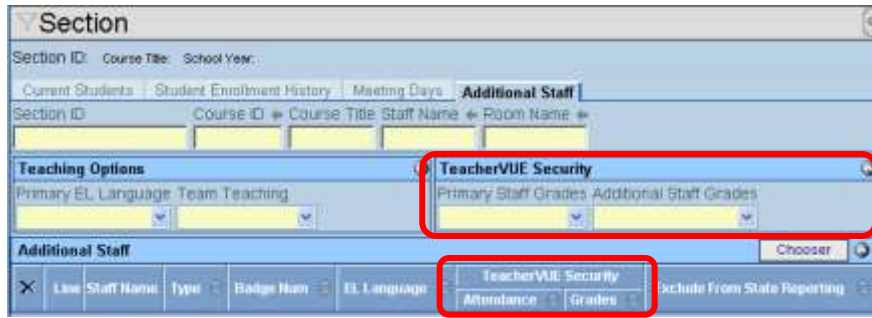 Section
Section ID: Course Title: School Year:
Current Students Student Enrollment History Meeting Days Additional Staff
Section ID Course ID Course Title Staff Name Room Name
Teaching Options TeacherVUE Security
Primary EL Language Team Teaching Primary Staff Grades Additional Staff Grades
Additional Staff Chooser
TeacherVUE Security
X Line Staff Name Type Badge Num EL Language Attendance Grades Exclude From State Reporting